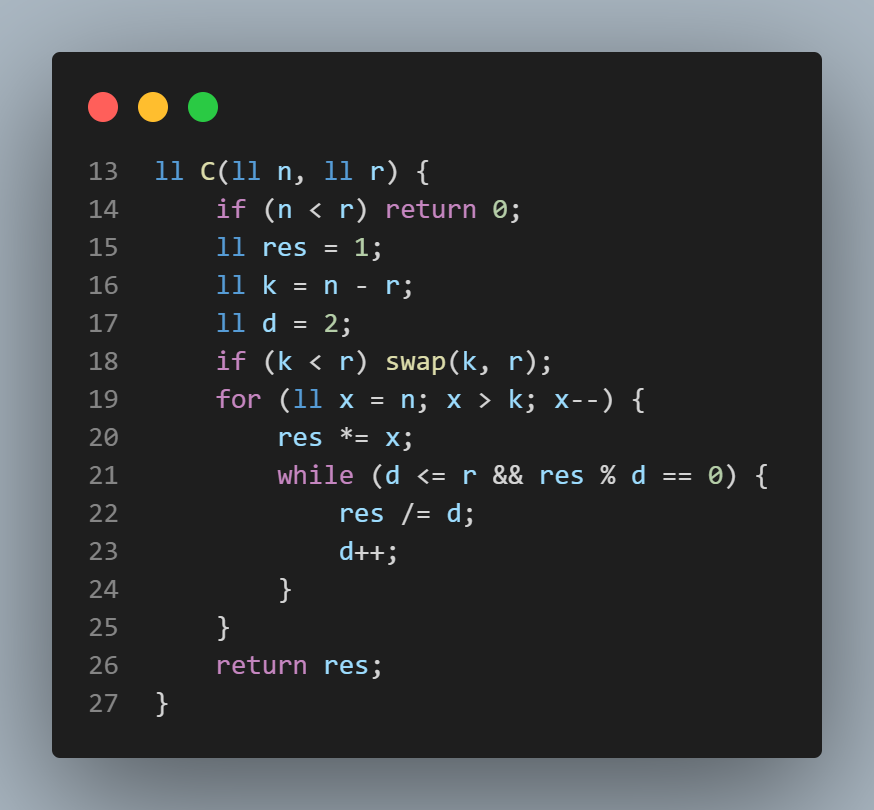 13 ll C(ll n, ll r) {
14     if (n < r) return 0;
15     ll res = 1;
16     ll k = n - r;
17     ll d = 2;
18     if (k < r) swap(k, r);
19     for (ll x = n; x > k; x--) {
20         res *= x;
21         while (d <= r && res % d == 0) {
22             res /= d;
23             d++;
24         }
25     }
26     return res;
27 }